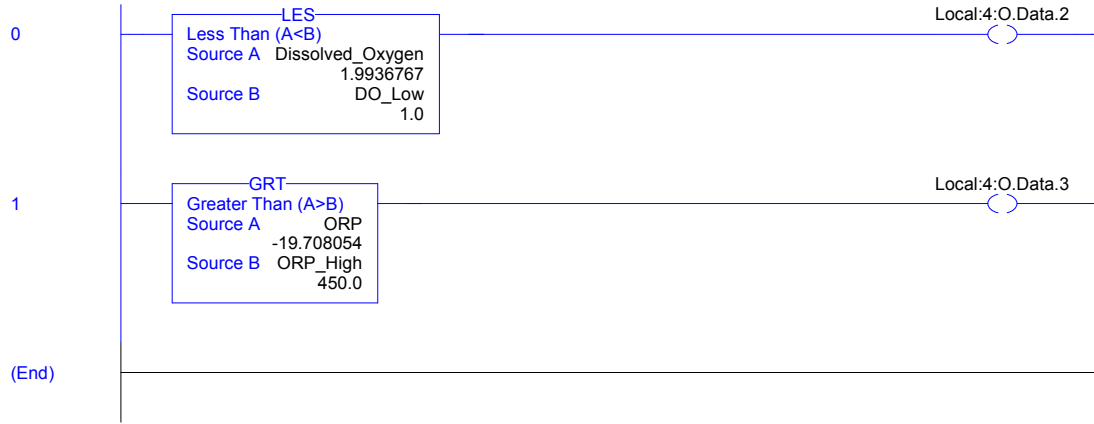 LES
Local:4:O.Data.2
0
Less Than (A<B)
Source A Dissolved_Oxygen
1.9936767
Source B DO_Low
1.0
GRT
Local:4:O.Data.3
1
Greater Than (A>B)
Source A ORP
-19.708054
Source B ORP_High
450.0
(End)